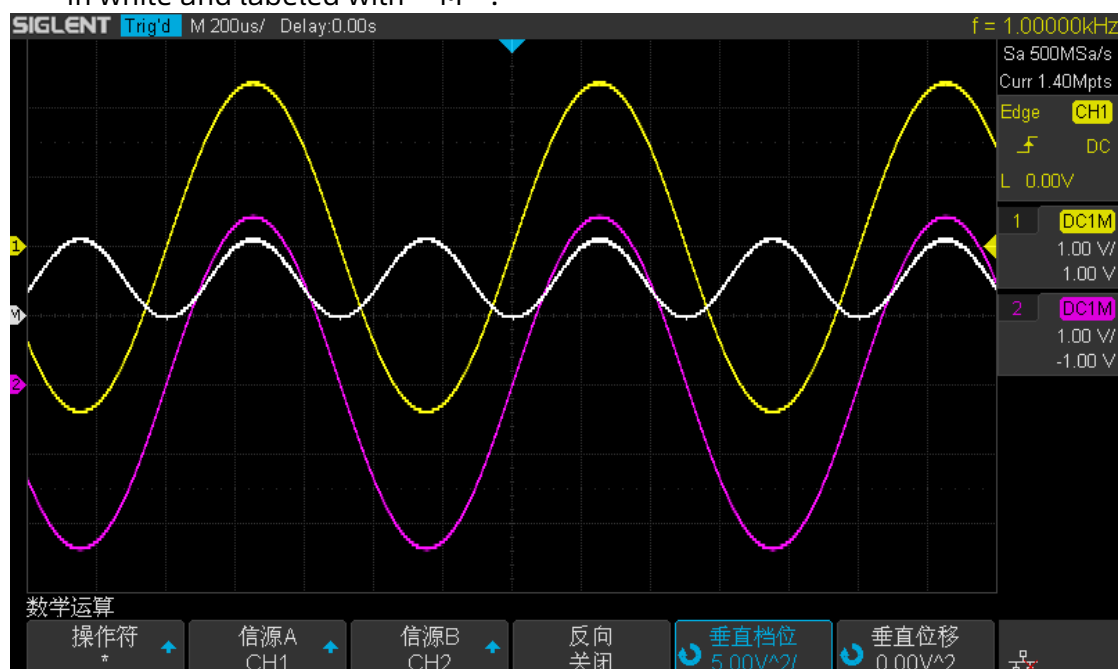 in white and labeled with "M".
SIGLENT Trig'd M 200us/ Delay:0.00s f = 1.00000kHz
Sa 500MSa/s
Curr 1.40Mpts
Edge CH1
DC
L 0.00V
1 DC1M
1.00 V/
1.00 V
2 DC1M
1.00 V/
-1.00 V
1
M
2
数学运算
操作符 信源A 信源B 反向 垂直档位 垂直位移
* CH1 CH2 关闭 5.00V^2/ 0.00V^2